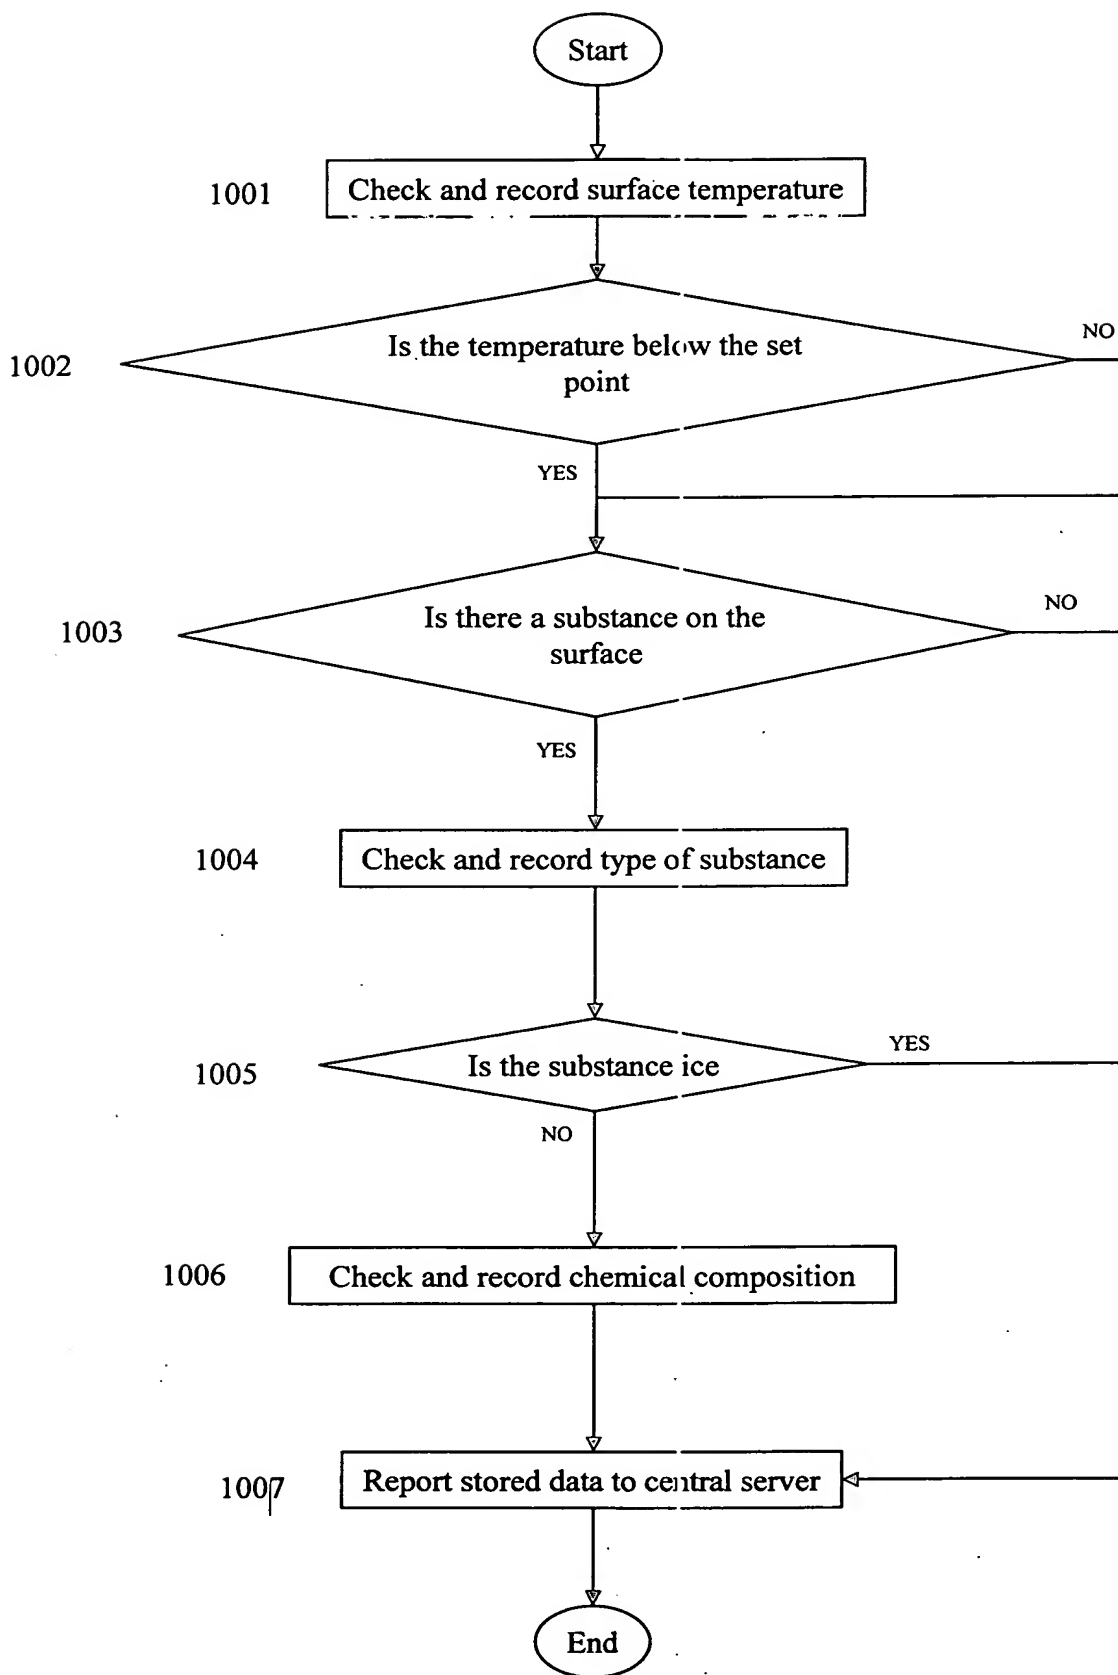 Start
1001
Check and record surface temperature
1002
Is the temperature below the set
point
NO
YES
1003
Is there a substance on the
surface
NO
YES
1004
Check and record type of substance
1005
Is the substance ice
YES
NO
1006
Check and record chemical composition
1007
Report stored data to central server
End